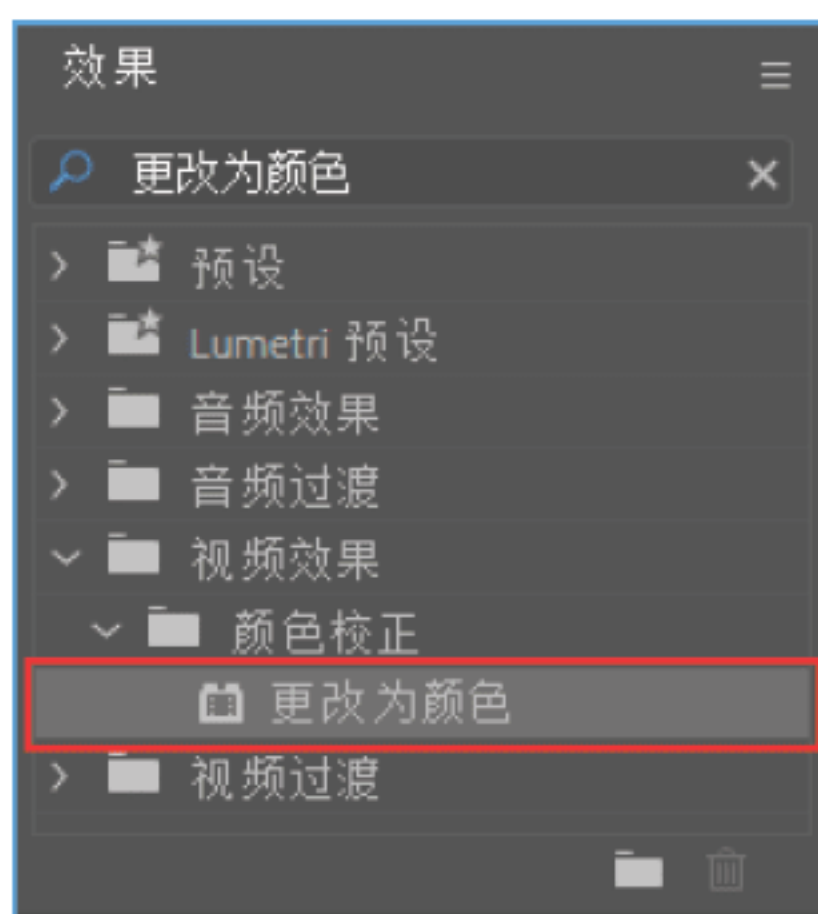 效果
更改为颜色
预设
Lumetri 预设
音频效果
音频过渡
视频效果
颜色校正
更改为颜色
视频过渡